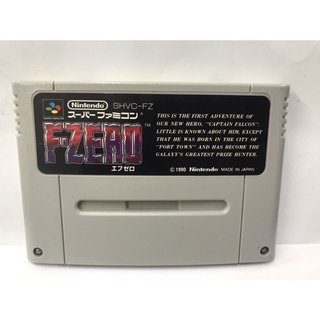 Nintendo SHVC-FZ
スーパーファミコン TM
F-ZERO TM
エフゼロ
THIS IS THE FIRST ADVENTURE OF
OUR NEW HERO, "CAPTAIN FALCON".
LITTLE IS KNOWN ABOUT HIM, EXCEPT
THAT HE WAS BORN IN THE CITY OF
"PORT TOWN" AND HAS BECOME THE
GALAXY'S GREATEST PRIZE HUNTER.
©1990 Nintendo MADE IN JAPAN